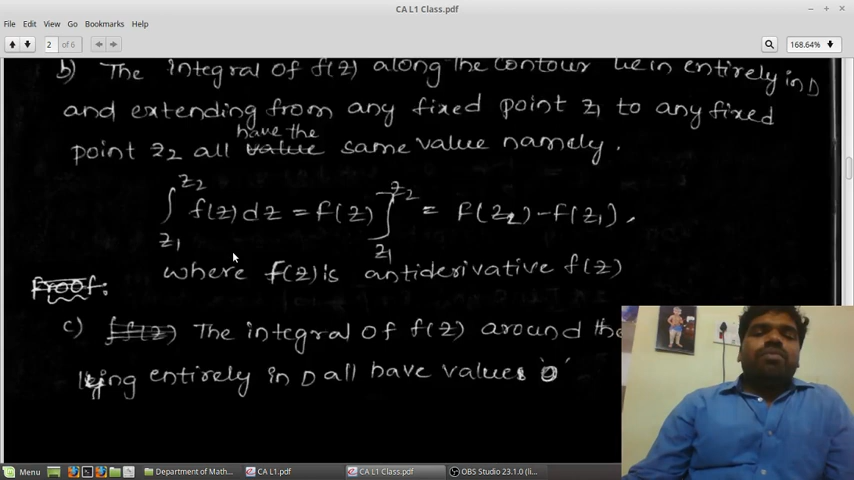 CA L1 Class.pdf
File Edit View Go Bookmarks Help
2 of 6 168.64%
b) The integral of f(z) along the contour lie in entirely in D
and extending from any fixed point z₁ to any fixed
have the
point z₂ all value same value namely.
∫_{z₁}^{z₂} f(z) dz = F(z)]_{z₁}^{z₂} = F(z₂) - F(z₁),
where F(z) is antiderivative f(z)
Proof:
c) f(z) The integral of f(z) around the
lying entirely in D all have values 'o'
Menu Department of Math... CA L1.pdf CA L1 Class.pdf OBS Studio 23.1.0 (li...